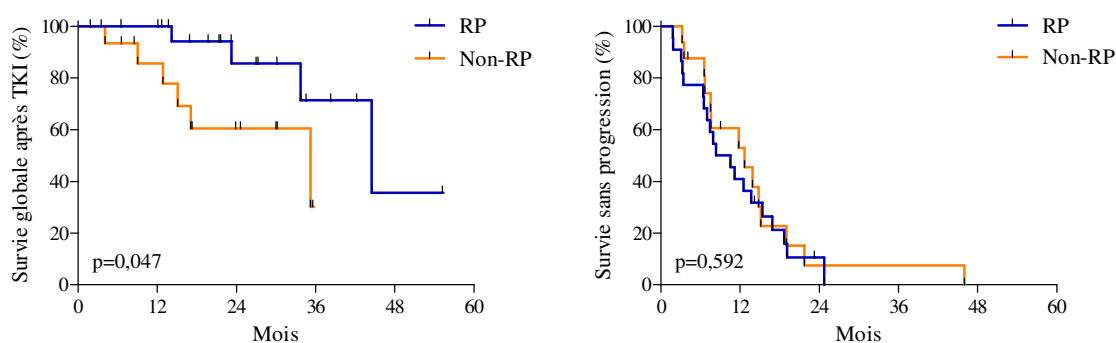 Survie globale après TKI (%)
100
80
60
40
20
0
p=0,047
RP
Non-RP
0 12 24 36 48 60
Mois
Survie sans progression (%)
100
80
60
40
20
0
p=0,592
RP
Non-RP
0 12 24 36 48 60
Mois